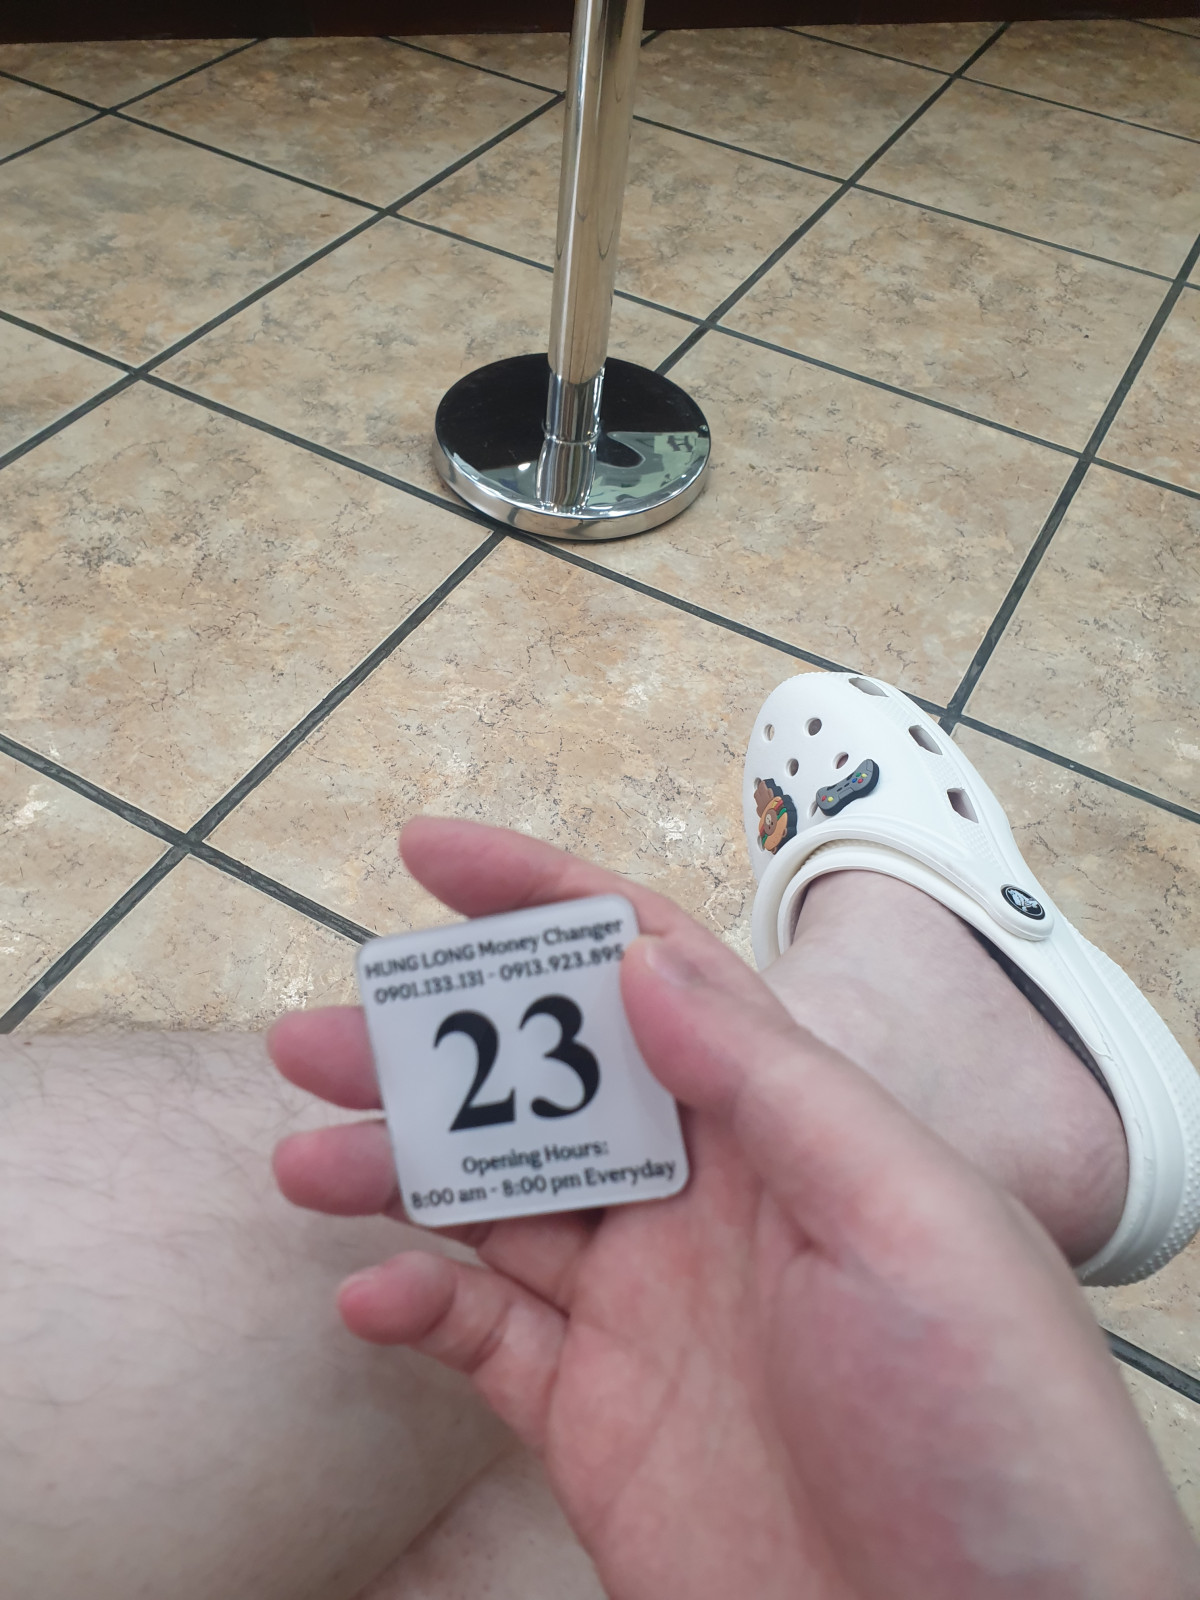 HUNG LONG Money Changer
0901.133.131 - 0913.923.895
23
Opening Hours:
8:00 am - 8:00 pm Everyday